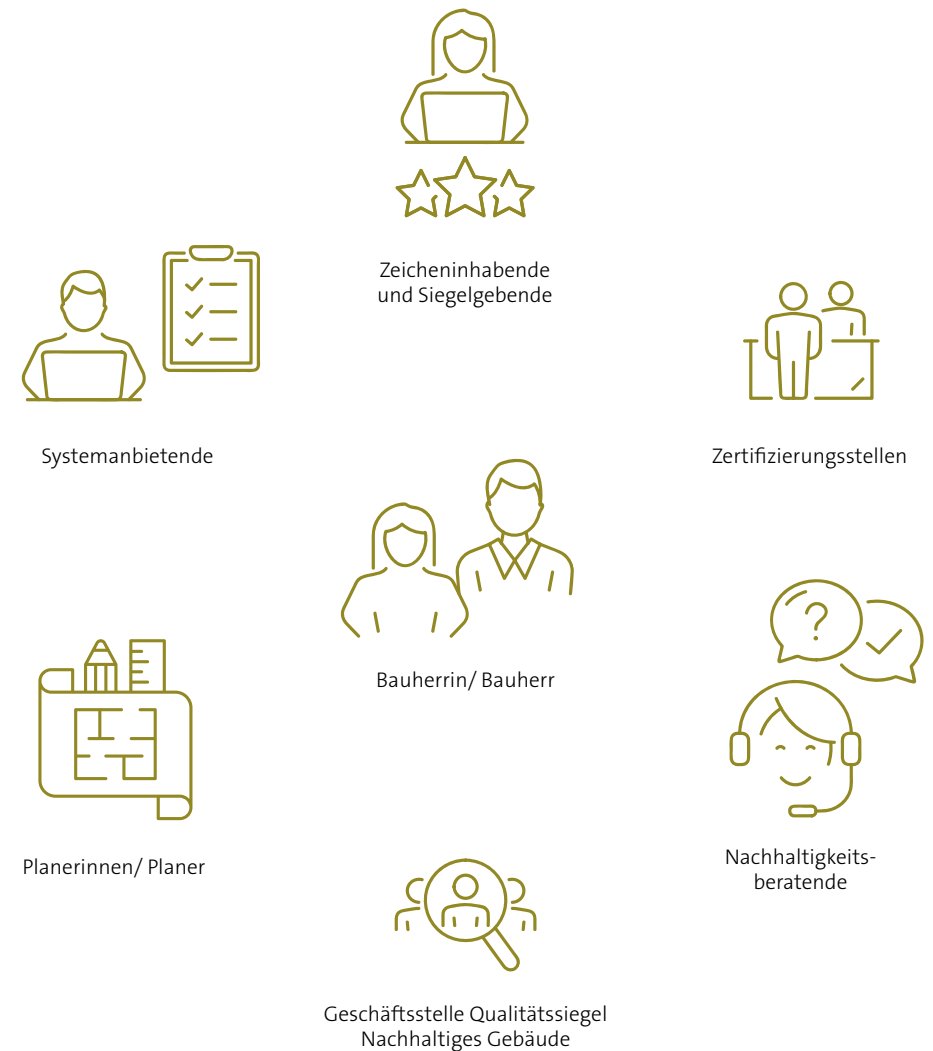 Zeicheninhabende
und Siegelgebende
Systemanbietende
Zertifizierungsstellen
Bauherrin/ Bauherr
Planerinnen/ Planer
Nachhaltigkeits-
beratende
Geschäftsstelle Qualitätssiegel
Nachhaltiges Gebäude